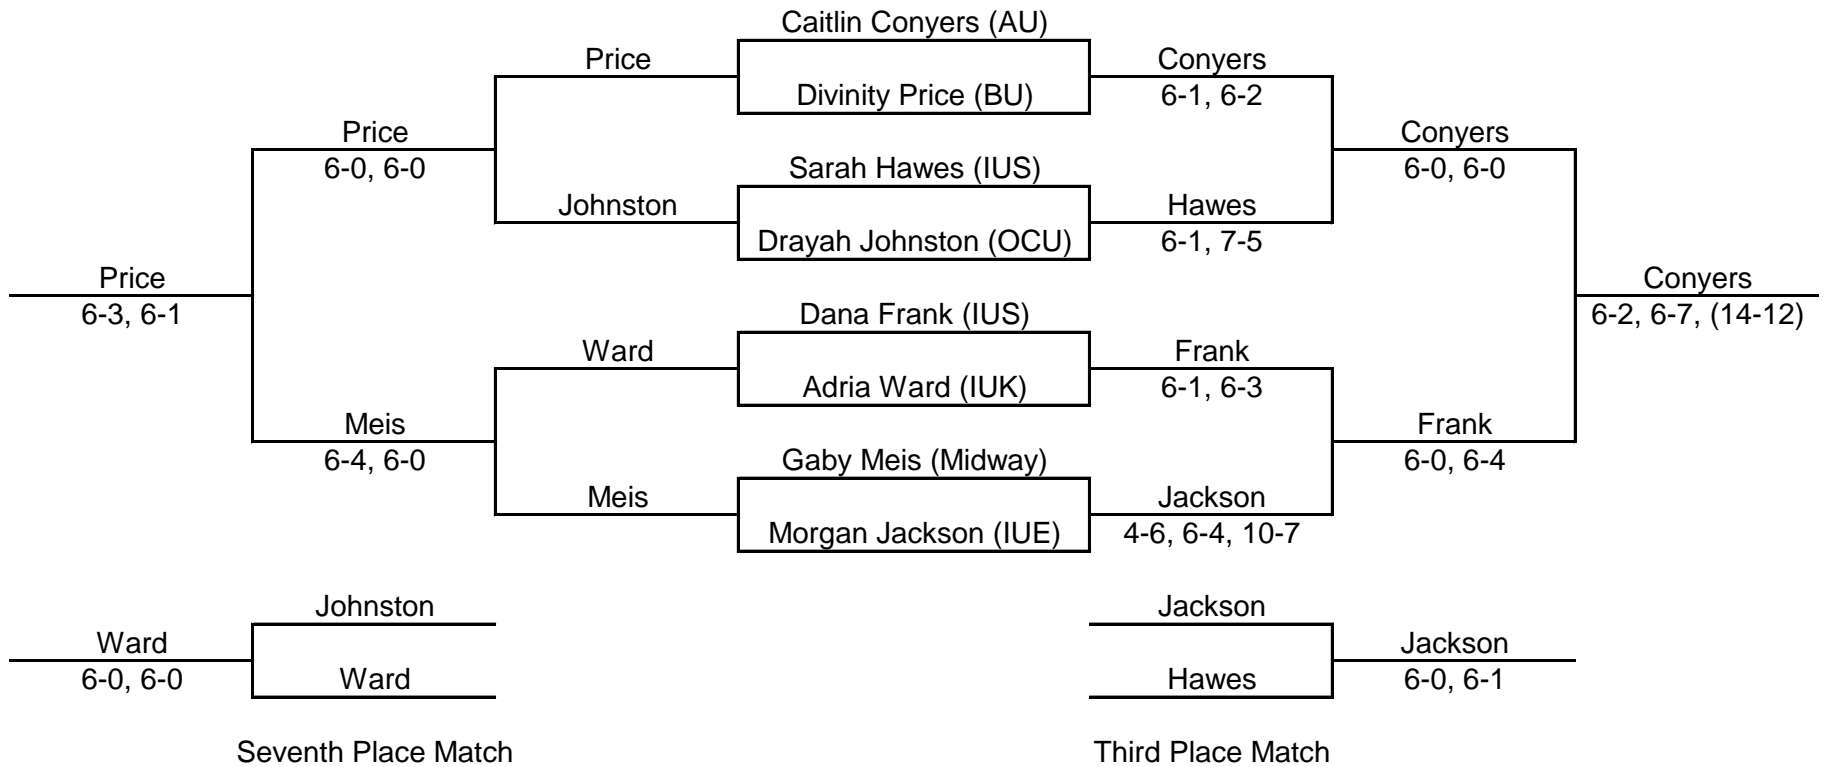 Caitlin Conyers (AU)
Price
Conyers
Divinity Price (BU)
6-1, 6-2
Price
Conyers
6-0, 6-0
Sarah Hawes (IUS)
6-0, 6-0
Johnston
Hawes
Drayah Johnston (OCU)
6-1, 7-5
Price
Conyers
6-3, 6-1
Dana Frank (IUS)
6-2, 6-7, (14-12)
Ward
Frank
Adria Ward (IUK)
6-1, 6-3
Meis
Frank
6-4, 6-0
Gaby Meis (Midway)
6-0, 6-4
Meis
Jackson
Morgan Jackson (IUE)
4-6, 6-4, 10-7
Johnston
Jackson
Ward
Jackson
6-0, 6-0
Ward
Hawes
6-0, 6-1
Seventh Place Match
Third Place Match